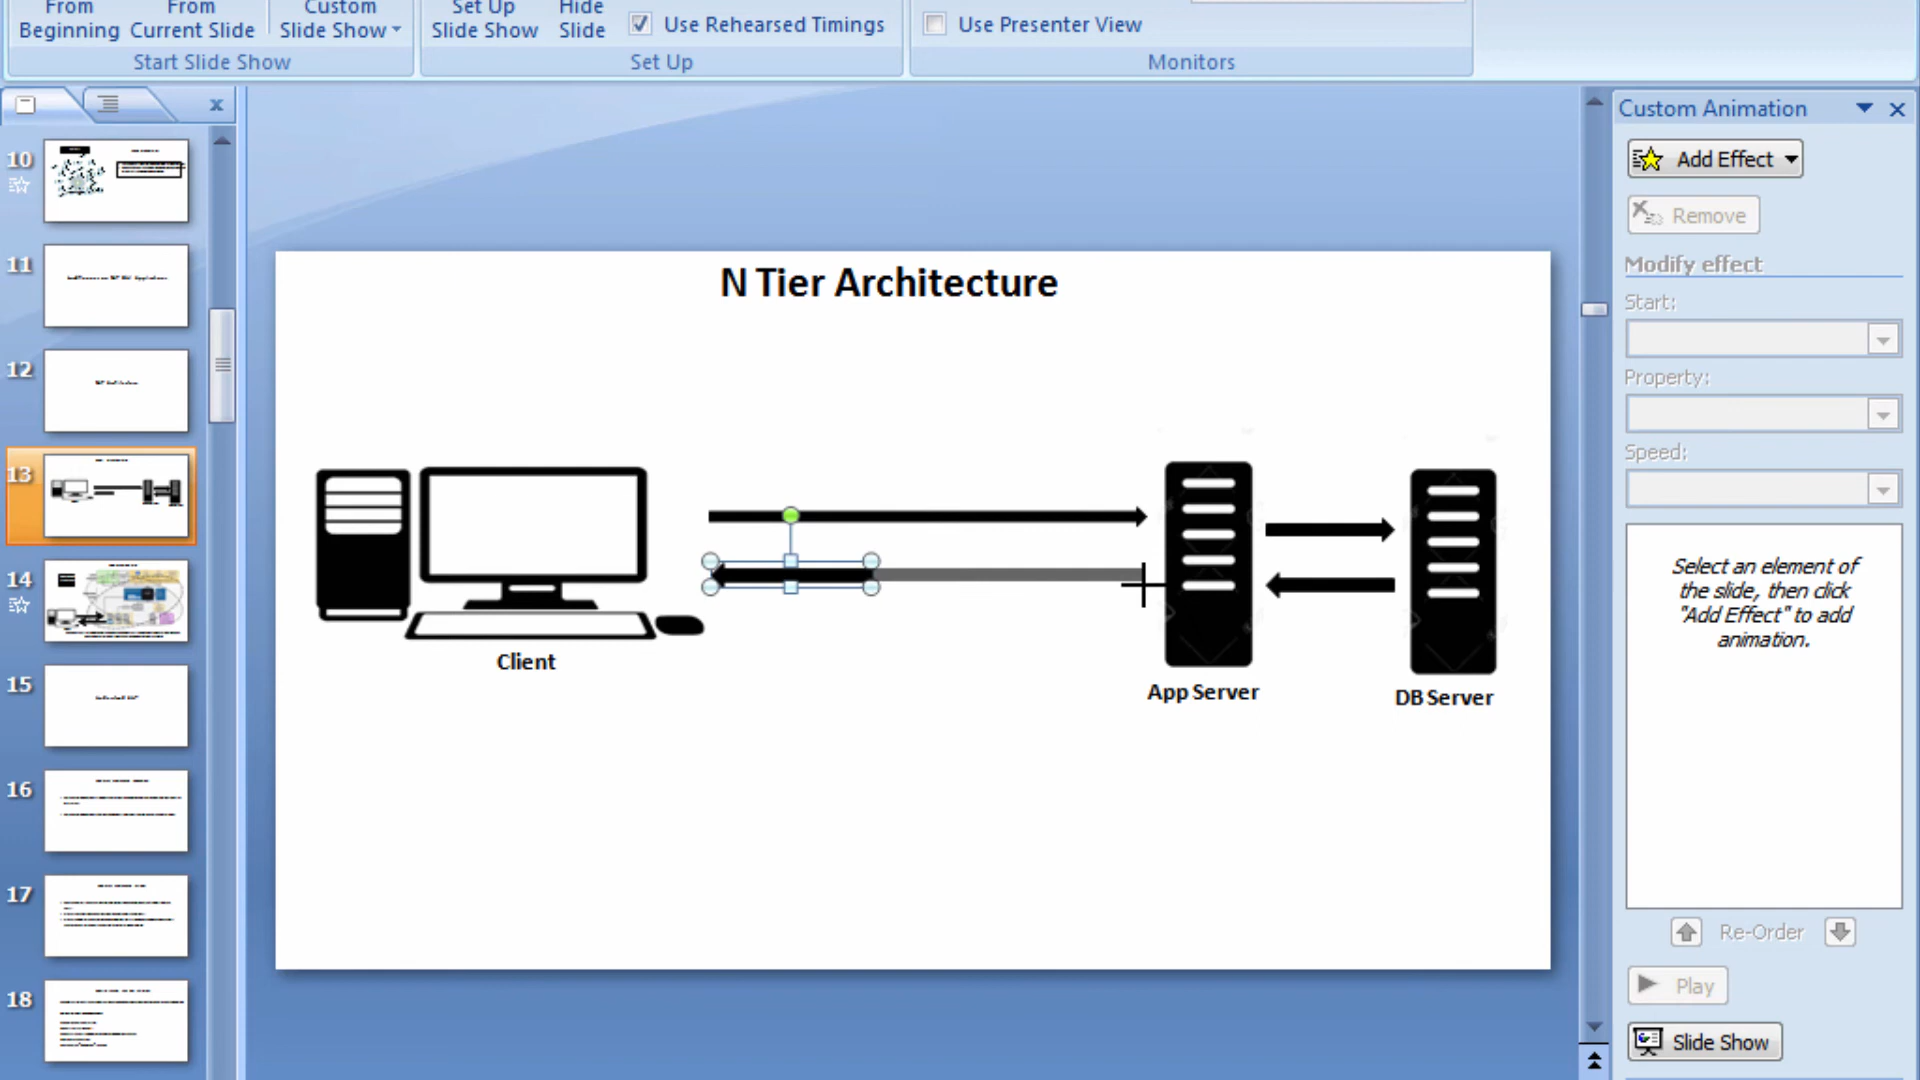 From
Beginning
From
Current Slide
Custom
Slide Show
Set Up
Slide Show
Hide
Slide
Use Rehearsed Timings
Use Presenter View
Start Slide Show
Set Up
Monitors
10
11
12
13
14
15
16
17
18
N Tier Architecture
Client
App Server
DB Server
Custom Animation
Add Effect
Remove
Modify effect
Start:
Property:
Speed:
Select an element of
the slide, then click
"Add Effect" to add
animation.
Re-Order
Play
Slide Show